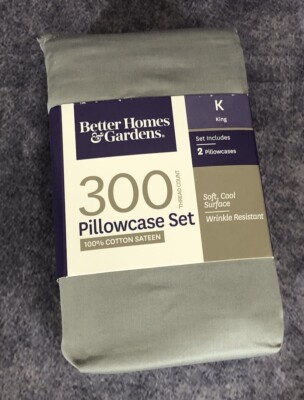 Better Homes
& Gardens®
K
King
Set Includes
2 Pillowcases
300
THREAD COUNT
Pillowcase Set
100% COTTON SATEEN
Soft, Cool
Surface
Wrinkle Resistant